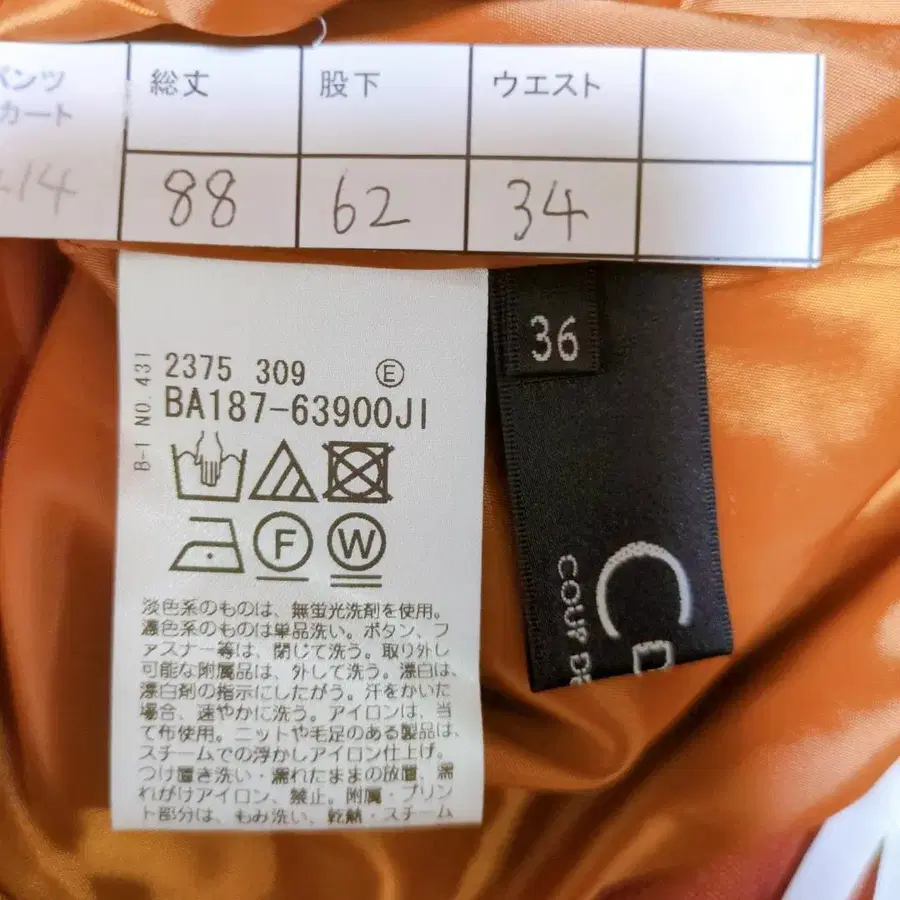 パンツ 総丈 股下 ウエスト
カート
414 88 62 34
36
2375 309 Ⓔ
BA187-63900JI
B-I NO. 431
F W
淡色系のものは、無蛍光洗剤を使用。
濃色系のものは単品洗い。ボタン、フ
ァスナー等は、閉じて洗う。取り外し
可能な附属品は、外して洗う。漂白は、
漂白剤の指示にしたがう。汗をかいた
場合、速やかに洗う。アイロンは、当
て布使用。ニットや毛足のある製品は、
スチームでの浮かしアイロン仕上げ。
つけ置き洗い・濡れたままの放置、濡
れがけアイロン、禁止。附属・プリン
ト部分は、もみ洗い、乾熱・スチーム
COUP DE
C D